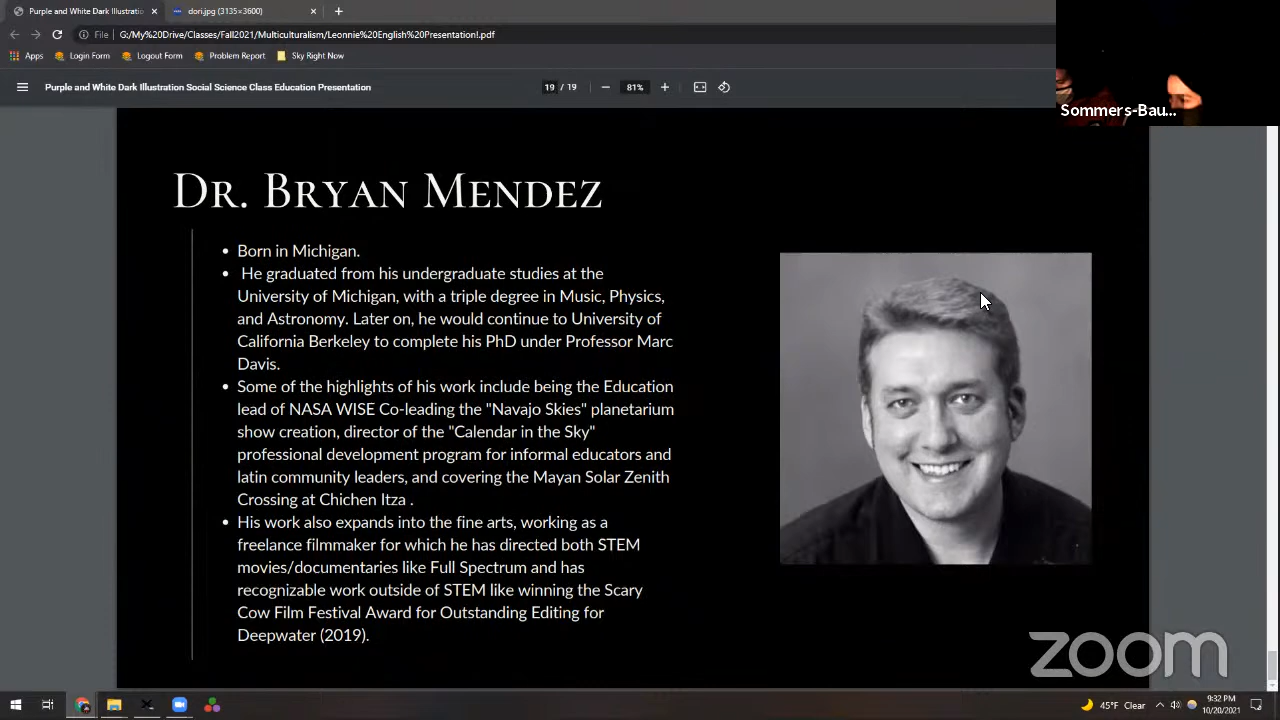 Purple and White Dark Illustratio
dori.jpg (3135×3600)
File
G:/My%20Drive/Classes/Fall2021/Multiculturalism/Leonnie%20English%20Presentation!.pdf
Apps
Login Form
Logout Form
Problem Report
Sky Right Now
Purple and White Dark Illustration Social Science Class Education Presentation
19 / 19
81%
Sommers-Bau...
Dr. Bryan Mendez
• Born in Michigan.
• He graduated from his undergraduate studies at the
University of Michigan, with a triple degree in Music, Physics,
and Astronomy. Later on, he would continue to University of
California Berkeley to complete his PhD under Professor Marc
Davis.
• Some of the highlights of his work include being the Education
lead of NASA WISE Co-leading the "Navajo Skies" planetarium
show creation, director of the "Calendar in the Sky"
professional development program for informal educators and
latin community leaders, and covering the Mayan Solar Zenith
Crossing at Chichen Itza .
• His work also expands into the fine arts, working as a
freelance filmmaker for which he has directed both STEM
movies/documentaries like Full Spectrum and has
recognizable work outside of STEM like winning the Scary
Cow Film Festival Award for Outstanding Editing for
Deepwater (2019).
zoom
45°F Clear
9:32 PM
10/20/2021